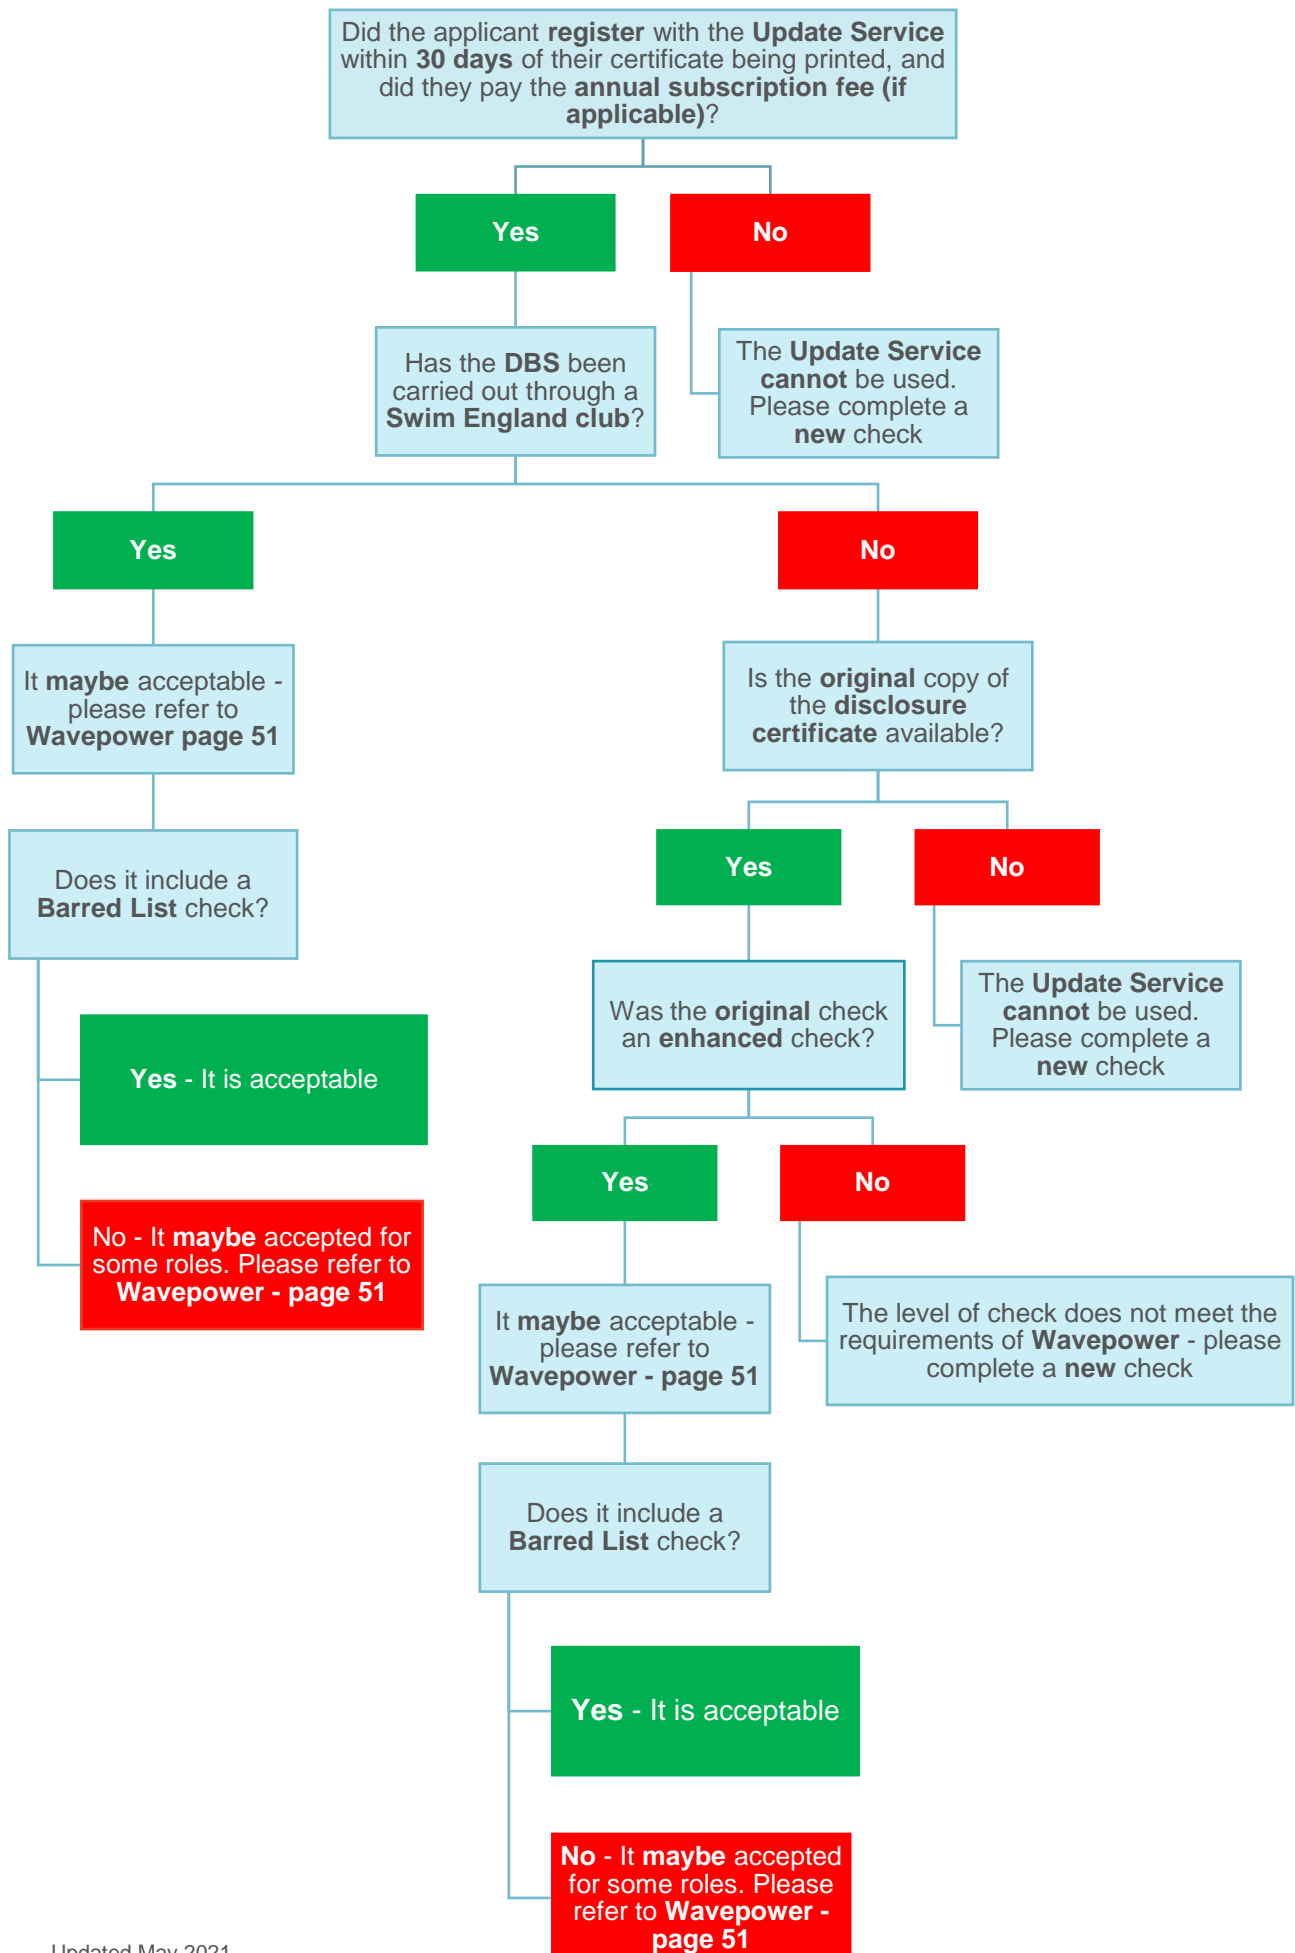 Did the applicant register with the Update Service
within 30 days of their certificate being printed, and
did they pay the annual subscription fee (if
applicable)?
Yes
No
Has the DBS been
carried out through a
Swim England club?
The Update Service
cannot be used.
Please complete a
new check
Yes
No
It maybe acceptable -
please refer to
Wavepower page 51
Is the original copy of
the disclosure
certificate available?
Does it include a
Barred List check?
Yes
No
Yes - It is acceptable
Was the original check
an enhanced check?
The Update Service
cannot be used.
Please complete a
new check
No - It maybe accepted for
some roles. Please refer to
Wavepower - page 51
Yes
No
It maybe acceptable -
please refer to
Wavepower - page 51
The level of check does not meet the
requirements of Wavepower - please
complete a new check
Does it include a
Barred List check?
Yes - It is acceptable
No - It maybe accepted
for some roles. Please
refer to Wavepower -
page 51
Updated May 2021